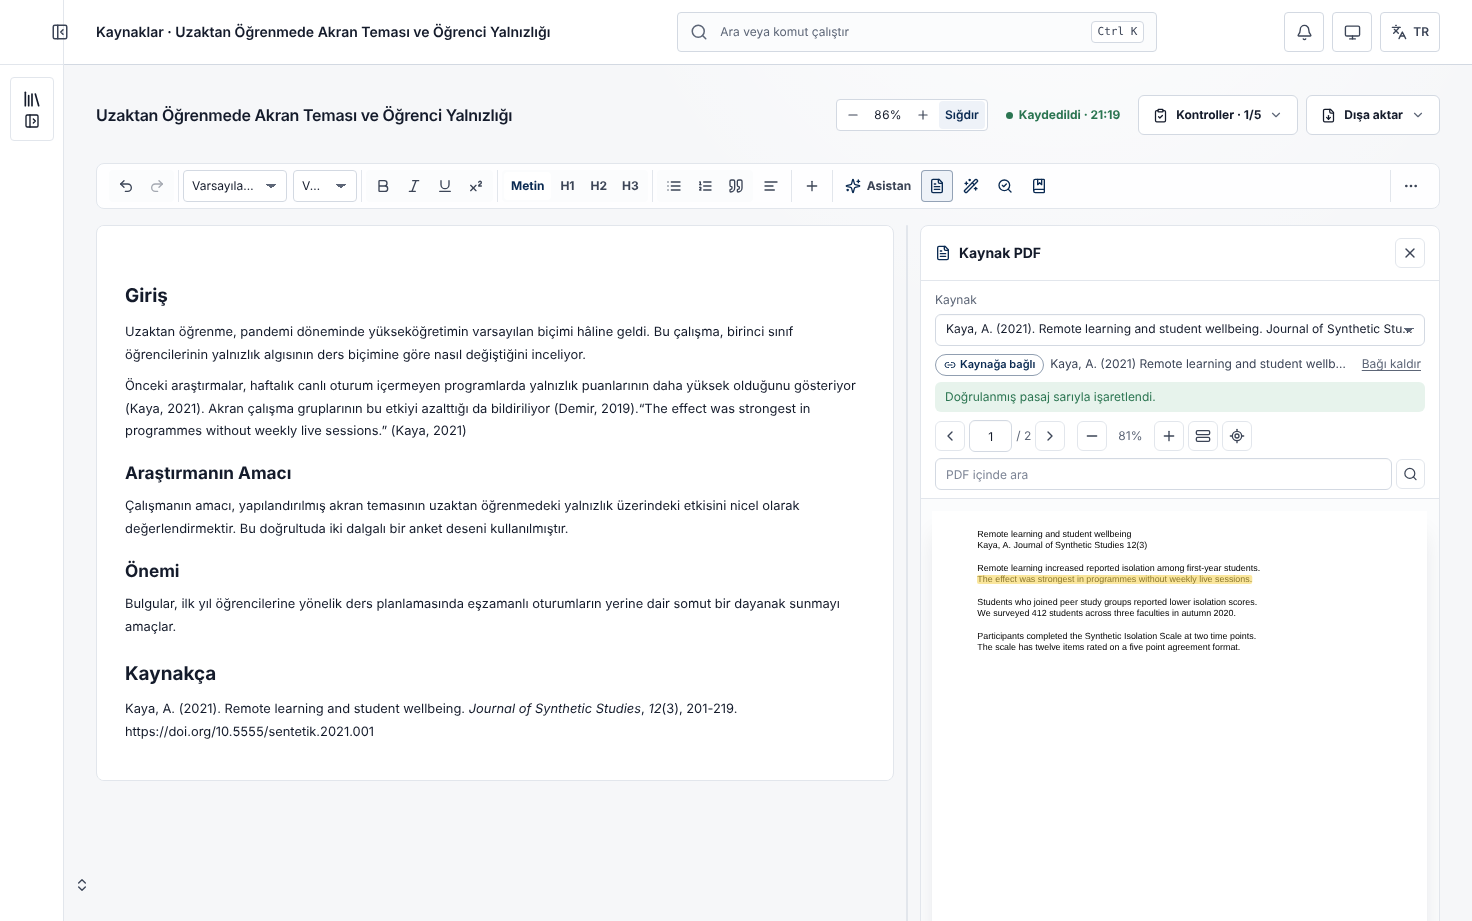 Kaynaklar · Uzaktan Öğrenmede Akran Teması ve Öğrenci Yalnızlığı
Ara veya komut çalıştır
Ctrl K
TR
Uzaktan Öğrenmede Akran Teması ve Öğrenci Yalnızlığı
86%
Sığdır
Kaydedildi · 21:19
Kontroller · 1/5
Dışa aktar
Varsayıla...
V...
B I U x²
Metin H1 H2 H3
Asistan
Giriş
Uzaktan öğrenme, pandemi döneminde yükseköğretimin varsayılan biçimi hâline geldi. Bu çalışma, birinci sınıf
öğrencilerinin yalnızlık algısının ders biçimine göre nasıl değiştiğini inceliyor.
Önceki araştırmalar, haftalık canlı oturum içermeyen programlarda yalnızlık puanlarının daha yüksek olduğunu gösteriyor
(Kaya, 2021). Akran çalışma gruplarının bu etkiyi azalttığı da bildiriliyor (Demir, 2019).“The effect was strongest in
programmes without weekly live sessions.” (Kaya, 2021)
Araştırmanın Amacı
Çalışmanın amacı, yapılandırılmış akran temasının uzaktan öğrenmedeki yalnızlık üzerindeki etkisini nicel olarak
değerlendirmektir. Bu doğrultuda iki dalgalı bir anket deseni kullanılmıştır.
Önemi
Bulgular, ilk yıl öğrencilerine yönelik ders planlamasında eşzamanlı oturumların yerine dair somut bir dayanak sunmayı
amaçlar.
Kaynakça
Kaya, A. (2021). Remote learning and student wellbeing. Journal of Synthetic Studies, 12(3), 201-219.
https://doi.org/10.5555/sentetik.2021.001
Kaynak PDF
Kaynak
Kaya, A. (2021). Remote learning and student wellbeing. Journal of Synthetic Stu...
Kaynağa bağlı
Kaya, A. (2021) Remote learning and student wellb...
Bağı kaldır
Doğrulanmış pasaj sarıyla işaretlendi.
1 / 2
81%
PDF içinde ara
Remote learning and student wellbeing
Kaya, A. Journal of Synthetic Studies 12(3)
Remote learning increased reported isolation among first-year students.
The effect was strongest in programmes without weekly live sessions.
Students who joined peer study groups reported lower isolation scores.
We surveyed 412 students across three faculties in autumn 2020.
Participants completed the Synthetic Isolation Scale at two time points.
The scale has twelve items rated on a five point agreement format.